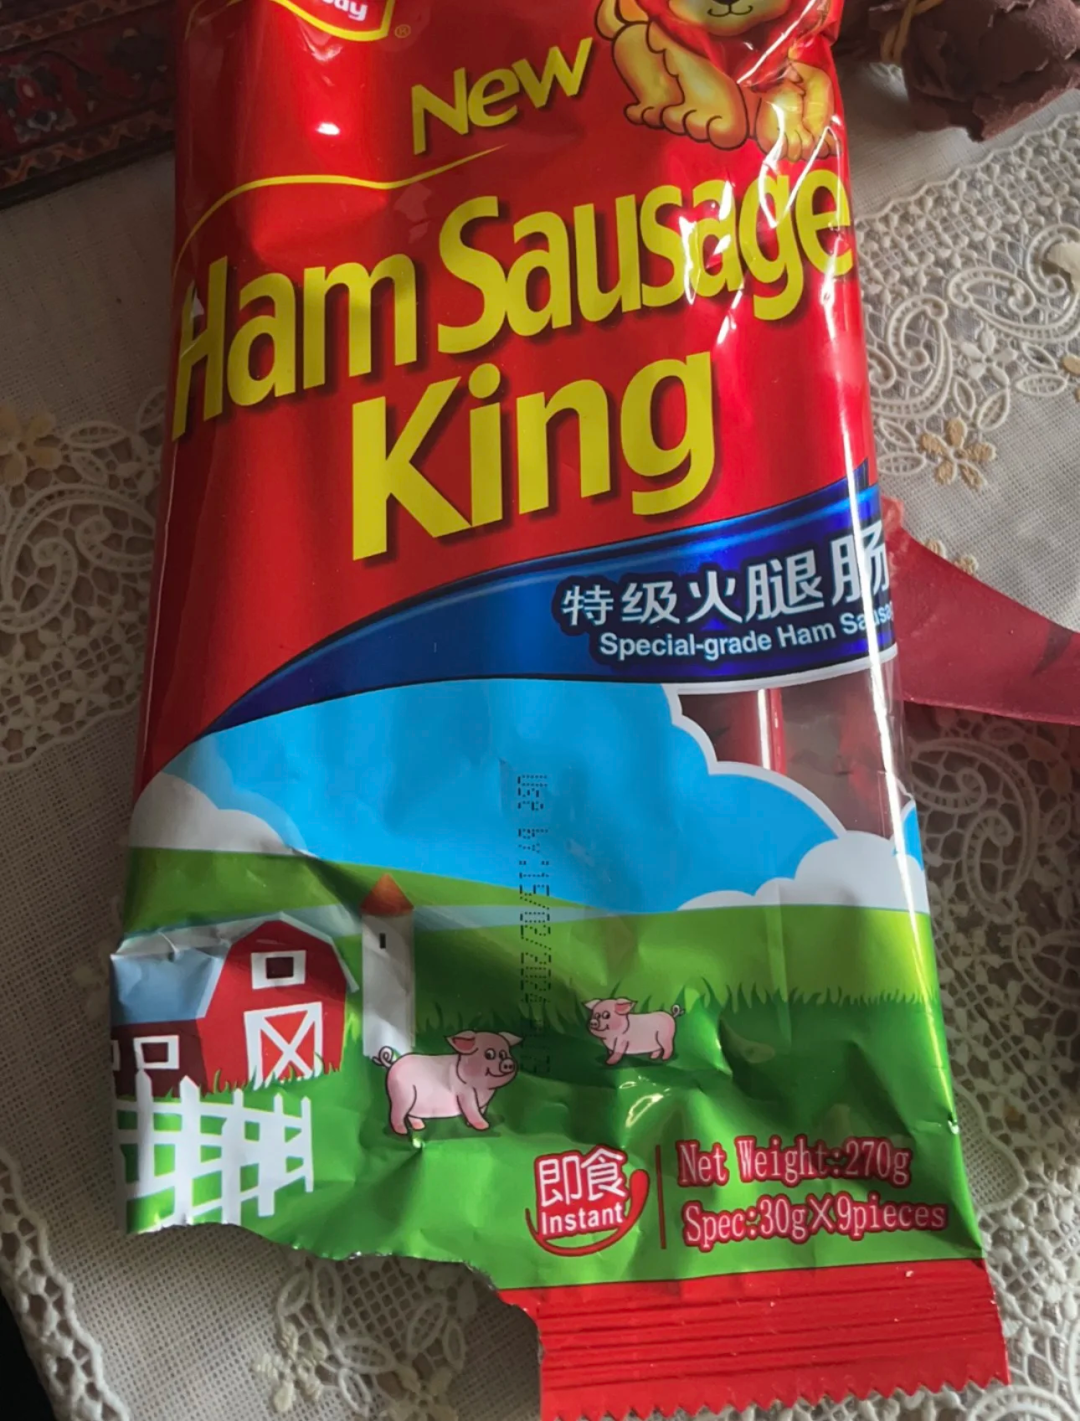 ®
New
Ham Sausage
King
特级火腿肠
Special-grade Ham
即食
Instant
Net Weight:270g
Spec:30g×9pieces